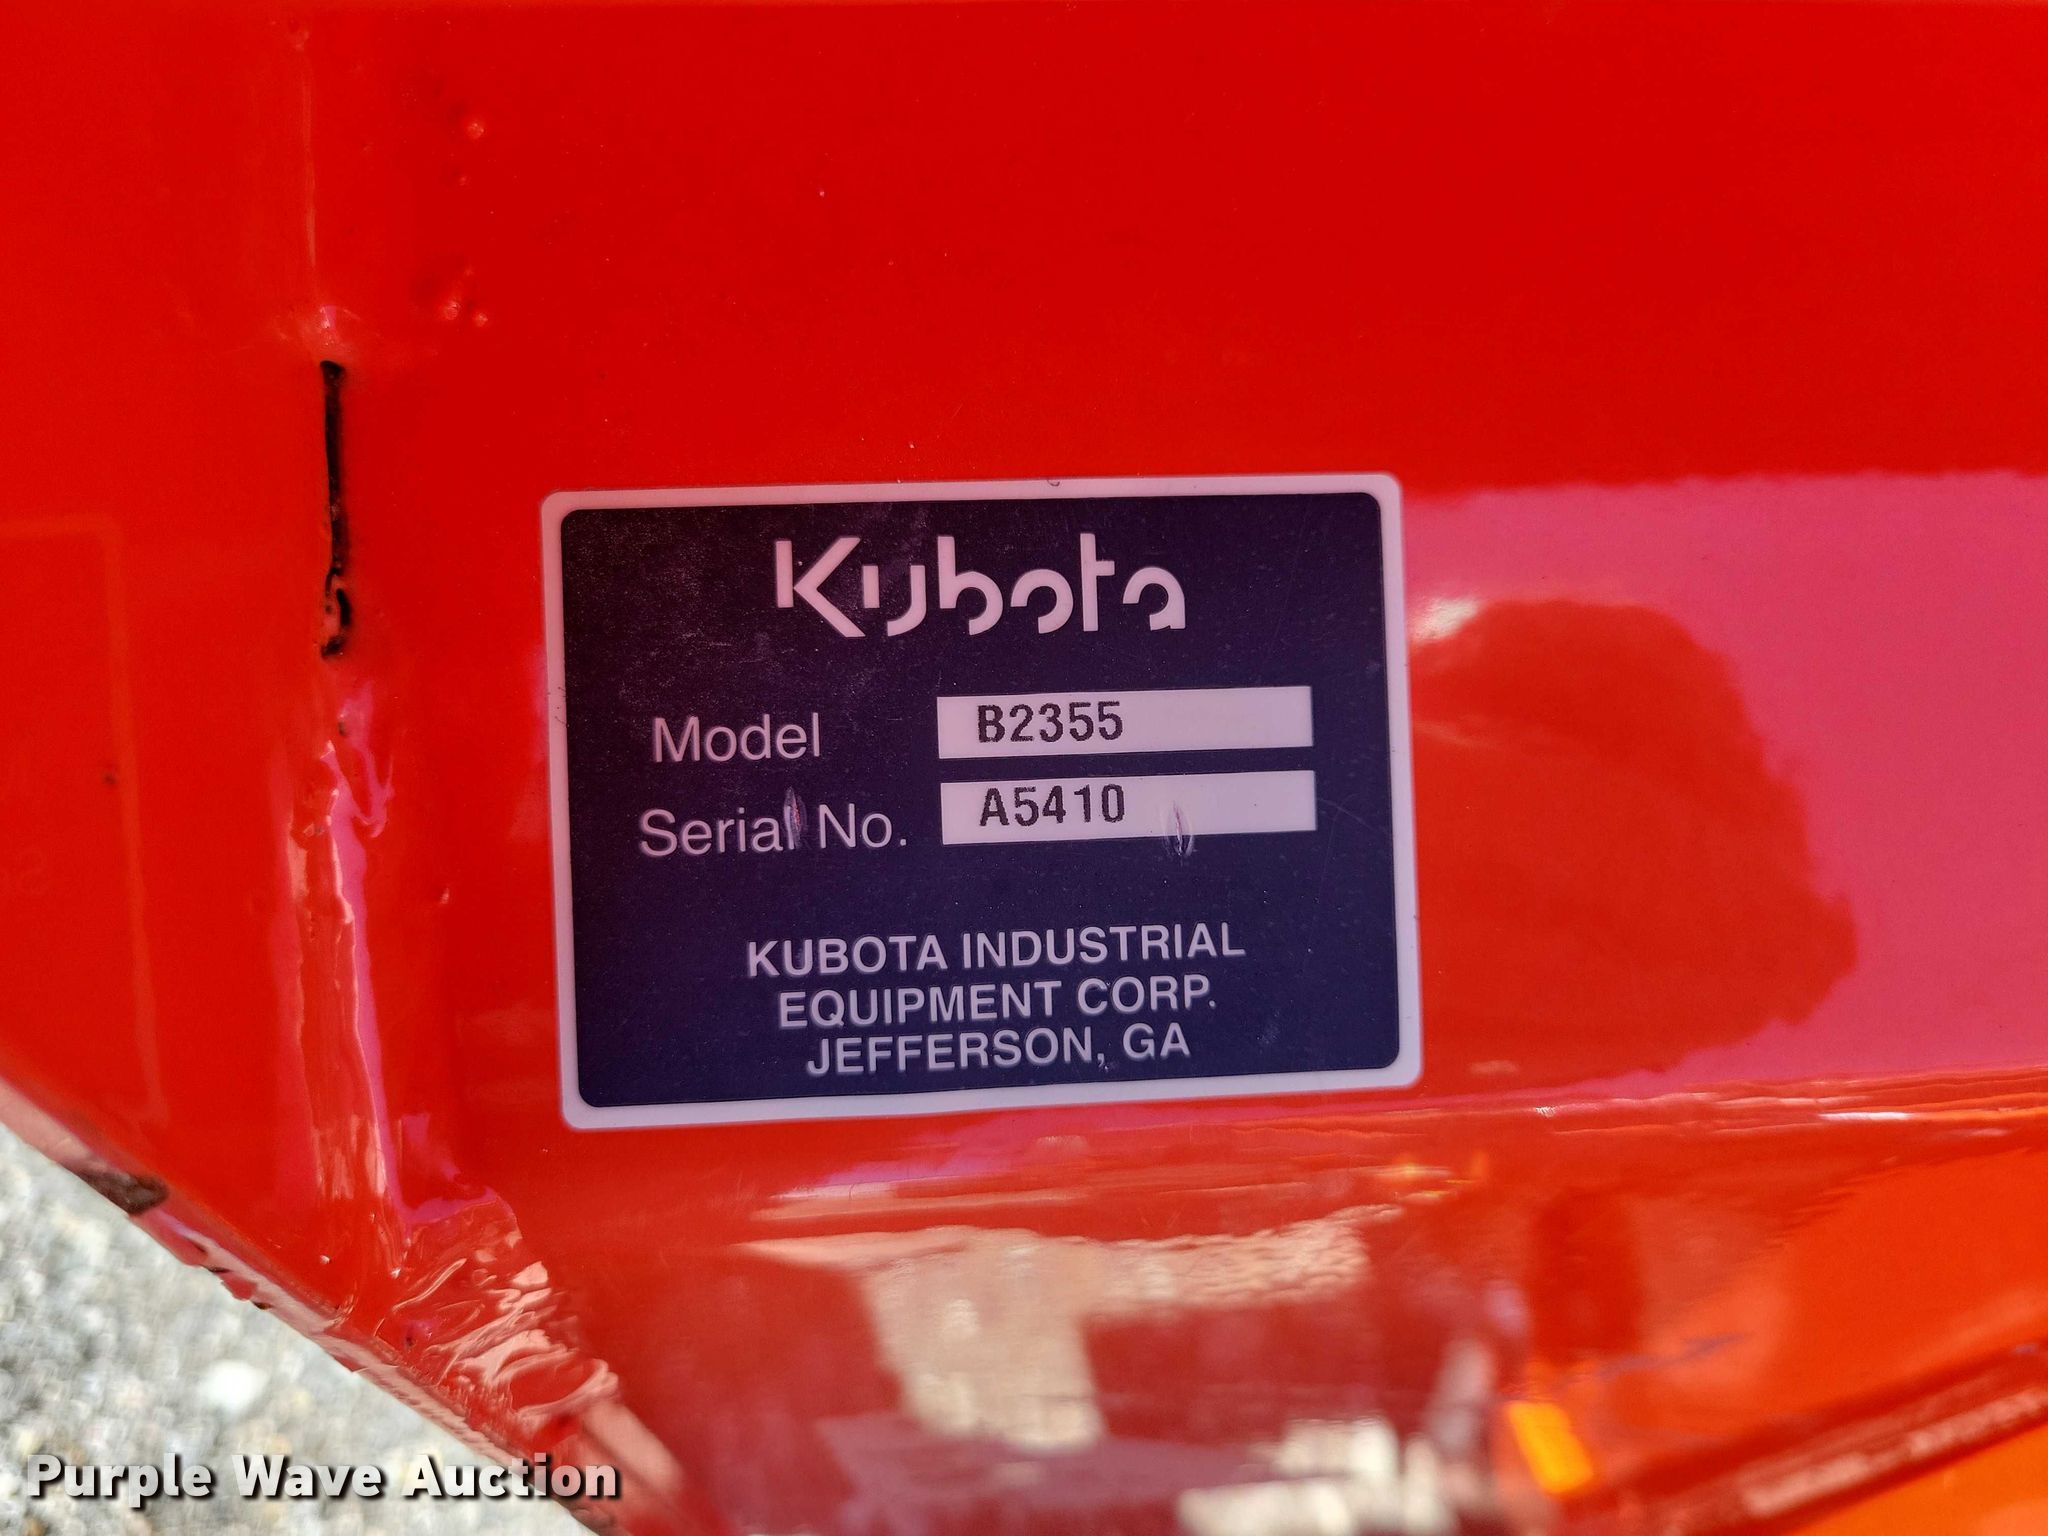 Kubota
Model B2355
Serial No. A5410
KUBOTA INDUSTRIAL
EQUIPMENT CORP.
JEFFERSON, GA
Purple Wave Auction